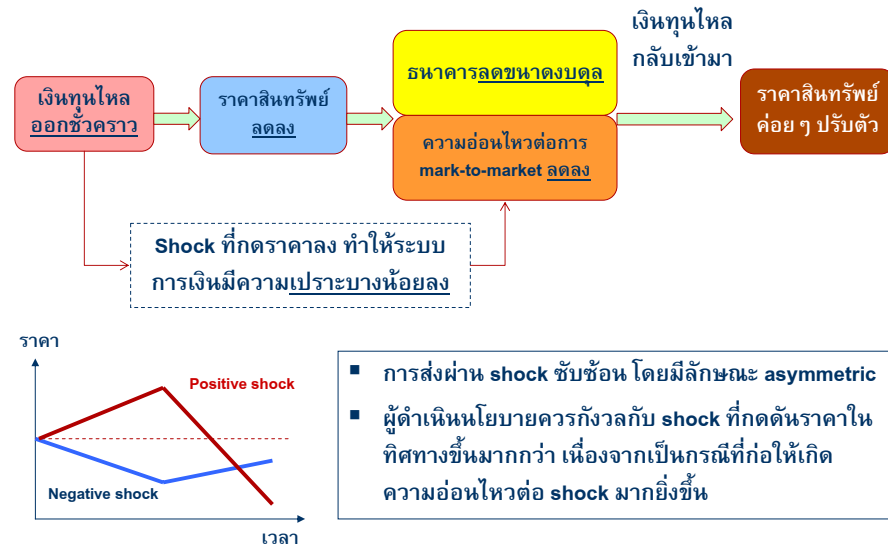 เงินทุนไหล
กลับเข้ามา
เงินทุนไหล
ออกชั่วคราว
ราคาสินทรัพย์
ลดลง
ธนาคารลดขนาดงบดุล
ความอ่อนไหวต่อการ
mark-to-market ลดลง
ราคาสินทรัพย์
ค่อย ๆ ปรับตัว
Shock ที่กดราคาลง ทำให้ระบบ
การเงินมีความเปราะบางน้อยลง
ราคา
Positive shock
Negative shock
เวลา
▪ การส่งผ่าน shock ซับซ้อน โดยมีลักษณะ asymmetric
▪ ผู้ดำเนินนโยบายควรกังวลกับ shock ที่กดดันราคาใน
ทิศทางขึ้นมากกว่า เนื่องจากเป็นกรณีที่ก่อให้เกิด
ความอ่อนไหวต่อ shock มากยิ่งขึ้น